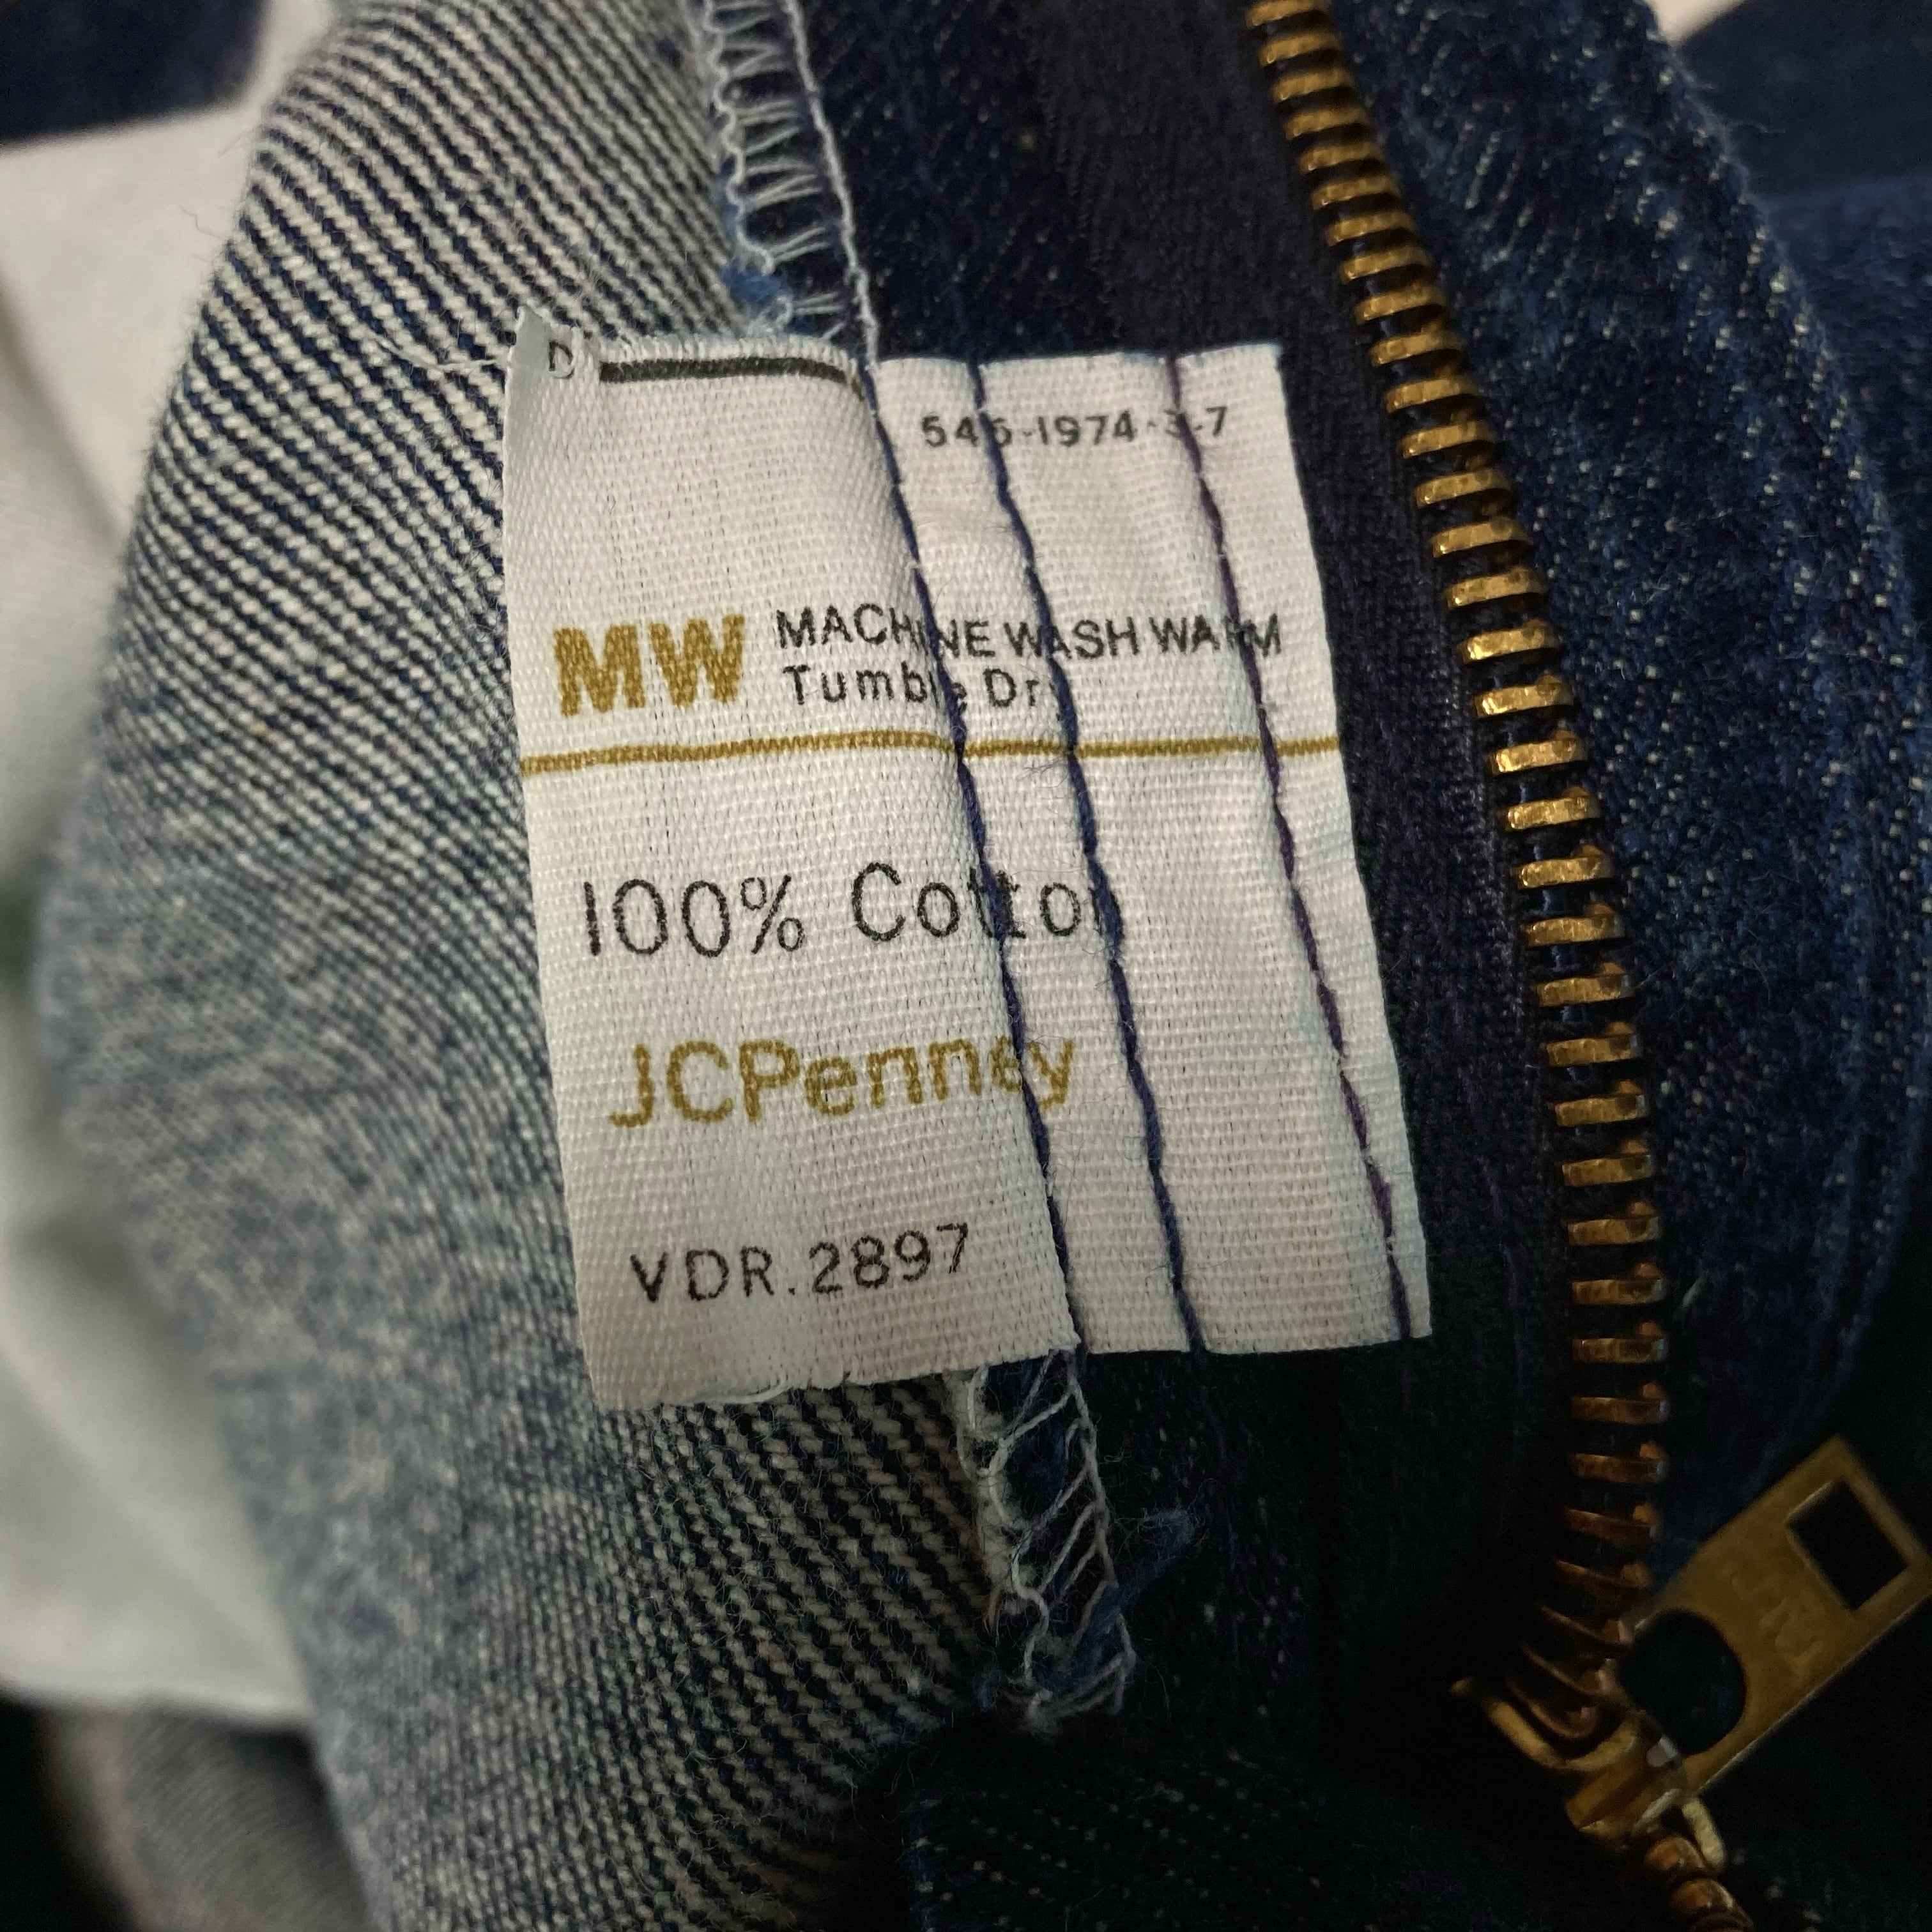 D
546-1974-3-7
MW MACHINE WASH WARM
Tumble Dry
100% Cotton
JCPenney
VDR.2897